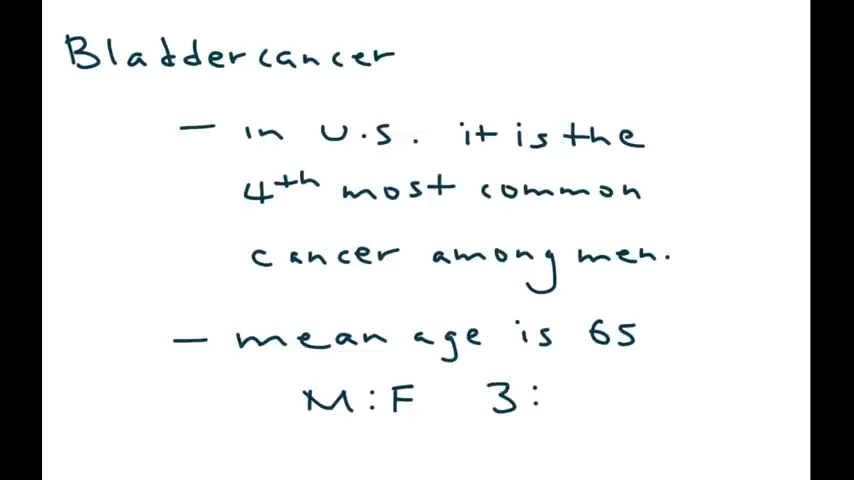 Bladder cancer
- in U.S. it is the
4th most common
cancer among men.
- mean age is 65
M:F 3: